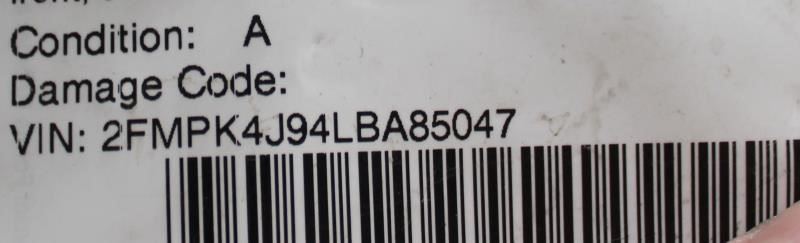 Condition: A
Damage Code:
VIN: 2FMPK4J94LBA85047